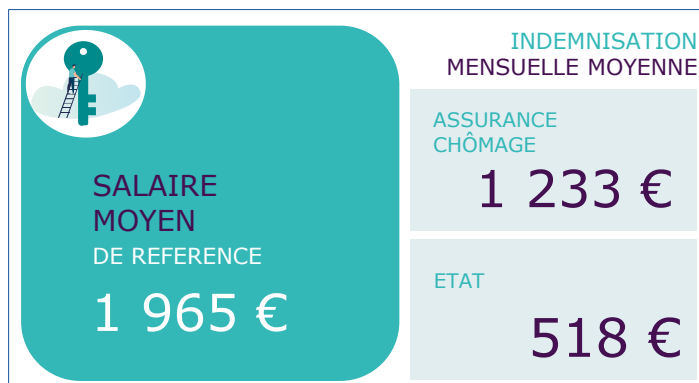 SALAIRE
MOYEN
DE REFERENCE
1 965 €
INDEMNISATION
MENSUELLE MOYENNE
ASSURANCE
CHÔMAGE
1 233 €
ETAT
518 €